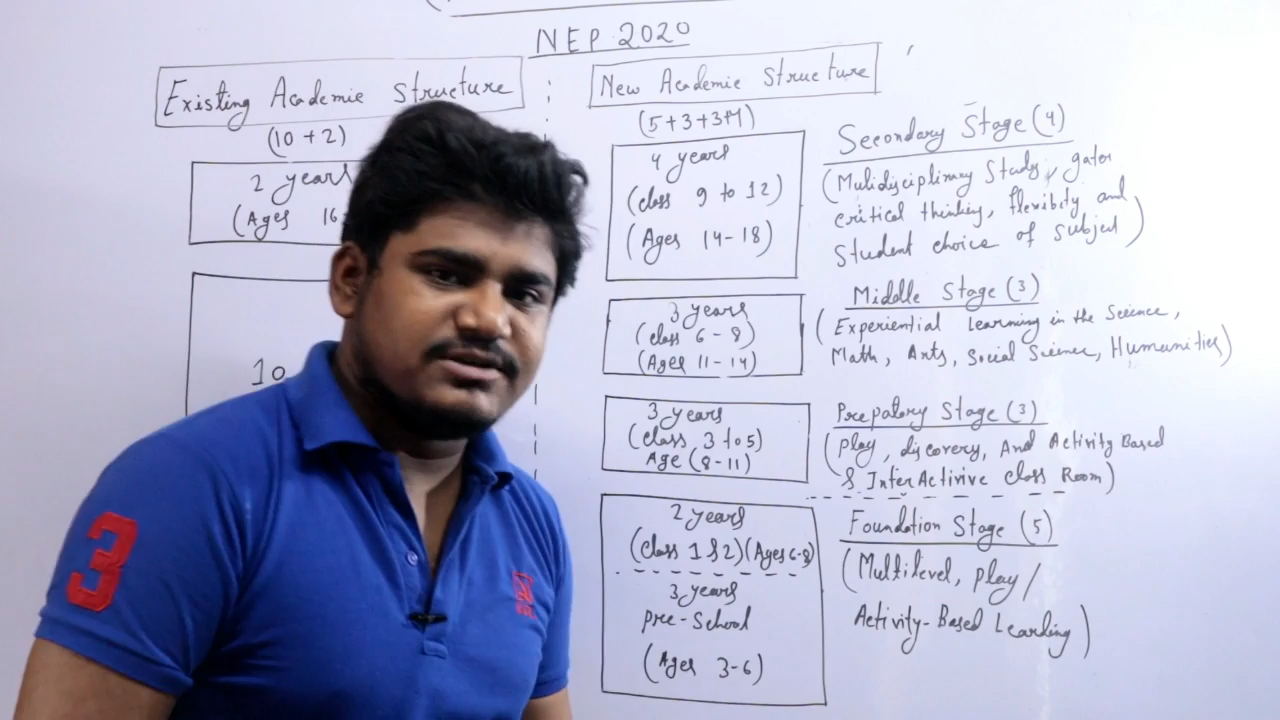 NEP 2020
Existing Academic structure
(10 + 2)
2 years
(Ages 16
10
New Academic structure
(5+3+3+4)
4 years
(class 9 to 12)
(Ages 14-18)
Secondary Stage (4)
(Mulidisciplinary Study, gator
critical thinking, flexibity and
Student choice of subject)
3 years
(class 6-8)
(Ages 11-14)
Middle Stage (3)
(Experiential Learning in the Science,
Math, Arts, Social Science, Humunities)
3 years
(class 3 to 5)
Age (8-11)
Prepatory Stage (3)
(play, discovery, And Activity Based
& InterActivive class Room)
2 years
(class 1 & 2) (Ages 6-8)
3 years
pre-School
(Ages 3-6)
Foundation Stage (5)
(Multilevel, play/
Activity-Based Learding)
3